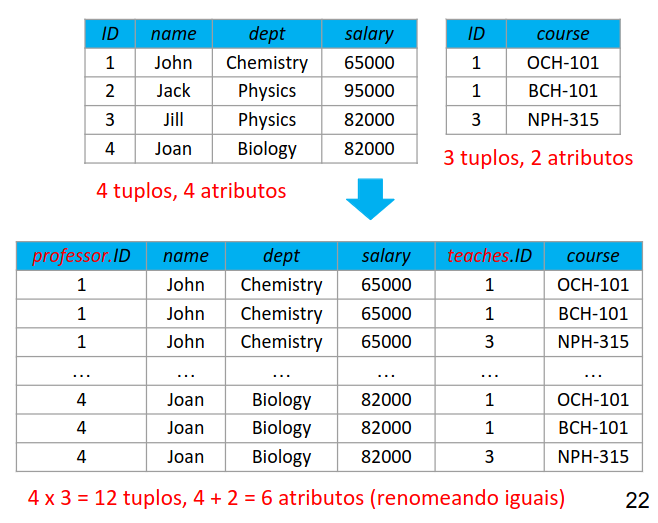 ID name dept salary ID course
1 John Chemistry 65000 1 OCH-101
2 Jack Physics 95000 1 BCH-101
3 Jill Physics 82000 3 NPH-315
4 Joan Biology 82000
3 tuplos, 2 atributos
4 tuplos, 4 atributos
professor.ID name dept salary teaches.ID course
1 John Chemistry 65000 1 OCH-101
1 John Chemistry 65000 1 BCH-101
1 John Chemistry 65000 3 NPH-315
... ... ... ... ... ...
4 Joan Biology 82000 1 OCH-101
4 Joan Biology 82000 1 BCH-101
4 Joan Biology 82000 3 NPH-315
4 x 3 = 12 tuplos, 4 + 2 = 6 atributos (renomeando iguais)
22